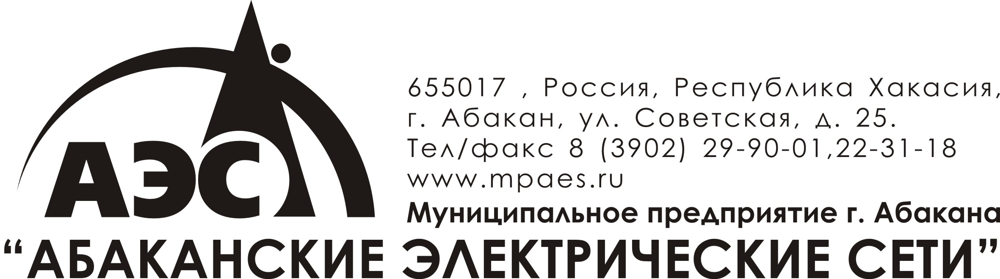 АЭС
655017 , Россия, Республика Хакасия,
г. Абакан, ул. Советская, д. 25.
Тел/факс 8 (3902) 29-90-01,22-31-18
www.mpaes.ru
Муниципальное предприятие г. Абакана
“АБАКАНСКИЕ ЭЛЕКТРИЧЕСКИЕ СЕТИ”